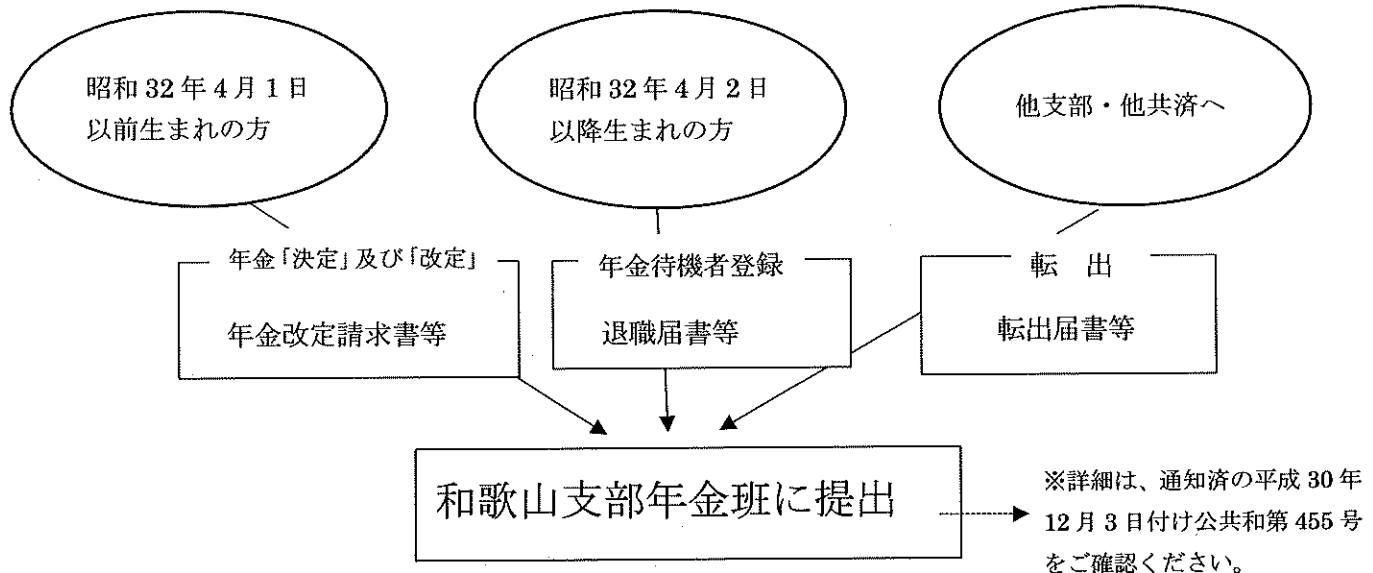 昭和32年4月1日
以前生まれの方
昭和32年4月2日
以降生まれの方
他支部・他共済へ
年金「決定」及び「改定」
年金改定請求書等
年金待機者登録
退職届書等
転 出
転出届書等
和歌山支部年金班に提出
※詳細は、通知済の平成30年
12月3日付け公共和第455号
をご確認ください。